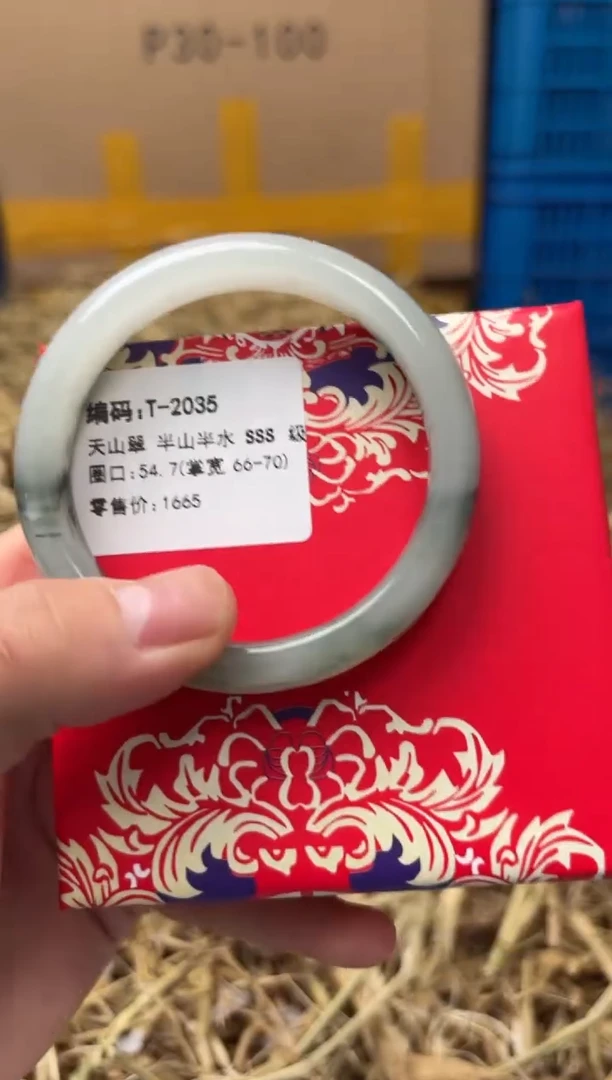 P30-100
编码:T-2035
天山翠 半山半水 SSS 级
圈口:54.7(掌宽 66-70)
零售价:1665